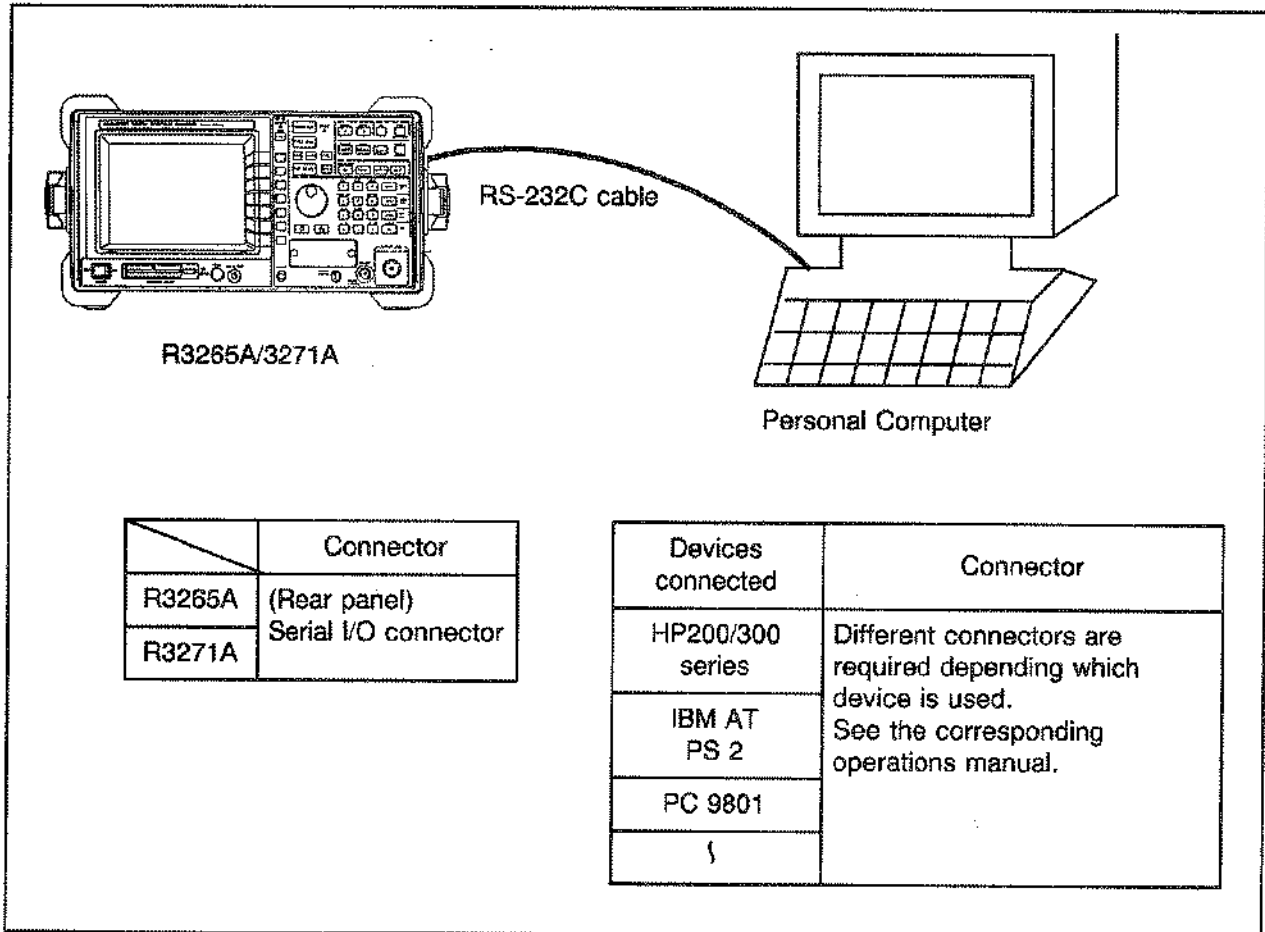 RS-232C cable
R3265A/3271A
Personal Computer
Connector
R3265A
(Rear panel)
Serial I/O connector
R3271A
Devices
connected
Connector
HP200/300
series
IBM AT
PS 2
PC 9801
Different connectors are
required depending which
device is used.
See the corresponding
operations manual.